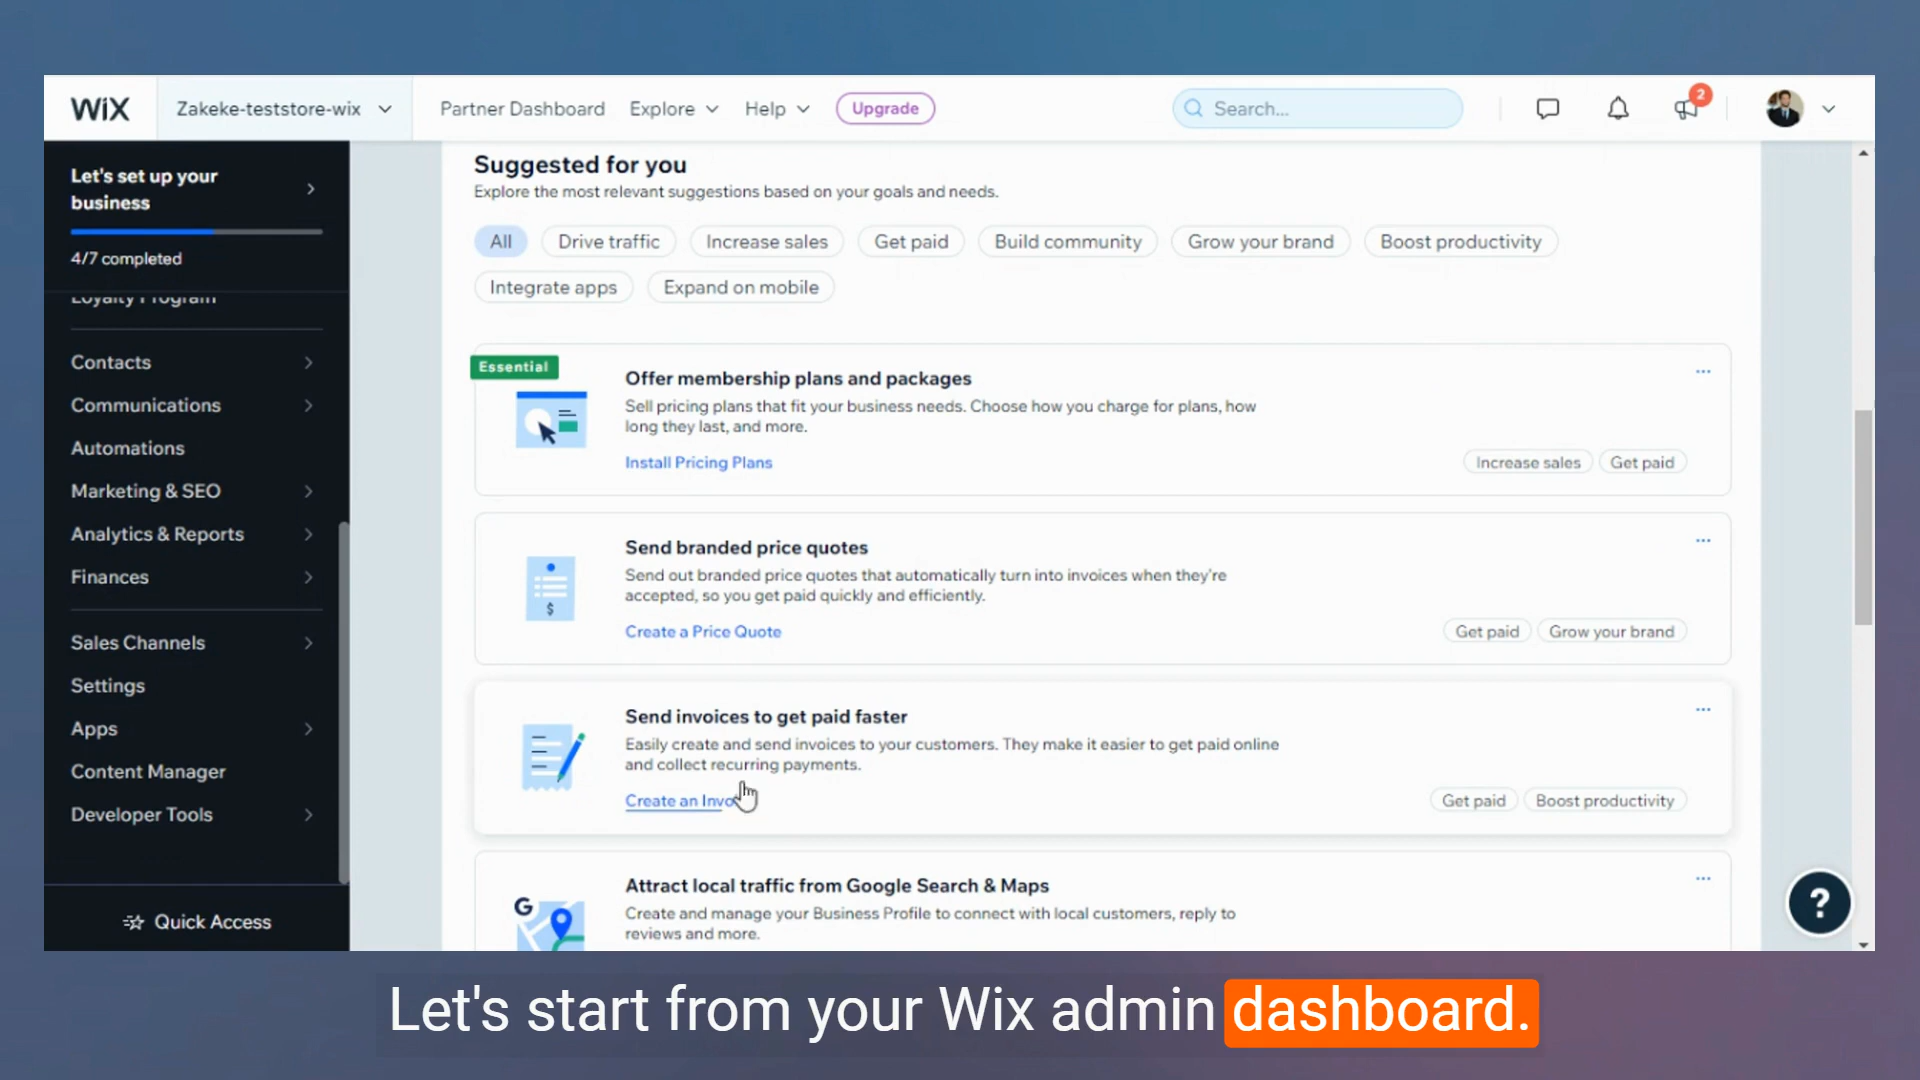 WiX
Zakeke-teststore-wix
Partner Dashboard
Explore
Help
Upgrade
Search...
2
Let's set up your
business
4/7 completed
Loyalty Program
Contacts
Communications
Automations
Marketing & SEO
Analytics & Reports
Finances
Sales Channels
Settings
Apps
Content Manager
Developer Tools
Quick Access
Suggested for you
Explore the most relevant suggestions based on your goals and needs.
All
Drive traffic
Increase sales
Get paid
Build community
Grow your brand
Boost productivity
Integrate apps
Expand on mobile
Essential
Offer membership plans and packages
Sell pricing plans that fit your business needs. Choose how you charge for plans, how
long they last, and more.
Install Pricing Plans
Increase sales
Get paid
$
Send branded price quotes
Send out branded price quotes that automatically turn into invoices when they're
accepted, so you get paid quickly and efficiently.
Create a Price Quote
Get paid
Grow your brand
Send invoices to get paid faster
Easily create and send invoices to your customers. They make it easier to get paid online
and collect recurring payments.
Create an Invo
Get paid
Boost productivity
G
Attract local traffic from Google Search & Maps
Create and manage your Business Profile to connect with local customers, reply to
reviews and more.
?
Let's start from your Wix admin dashboard.